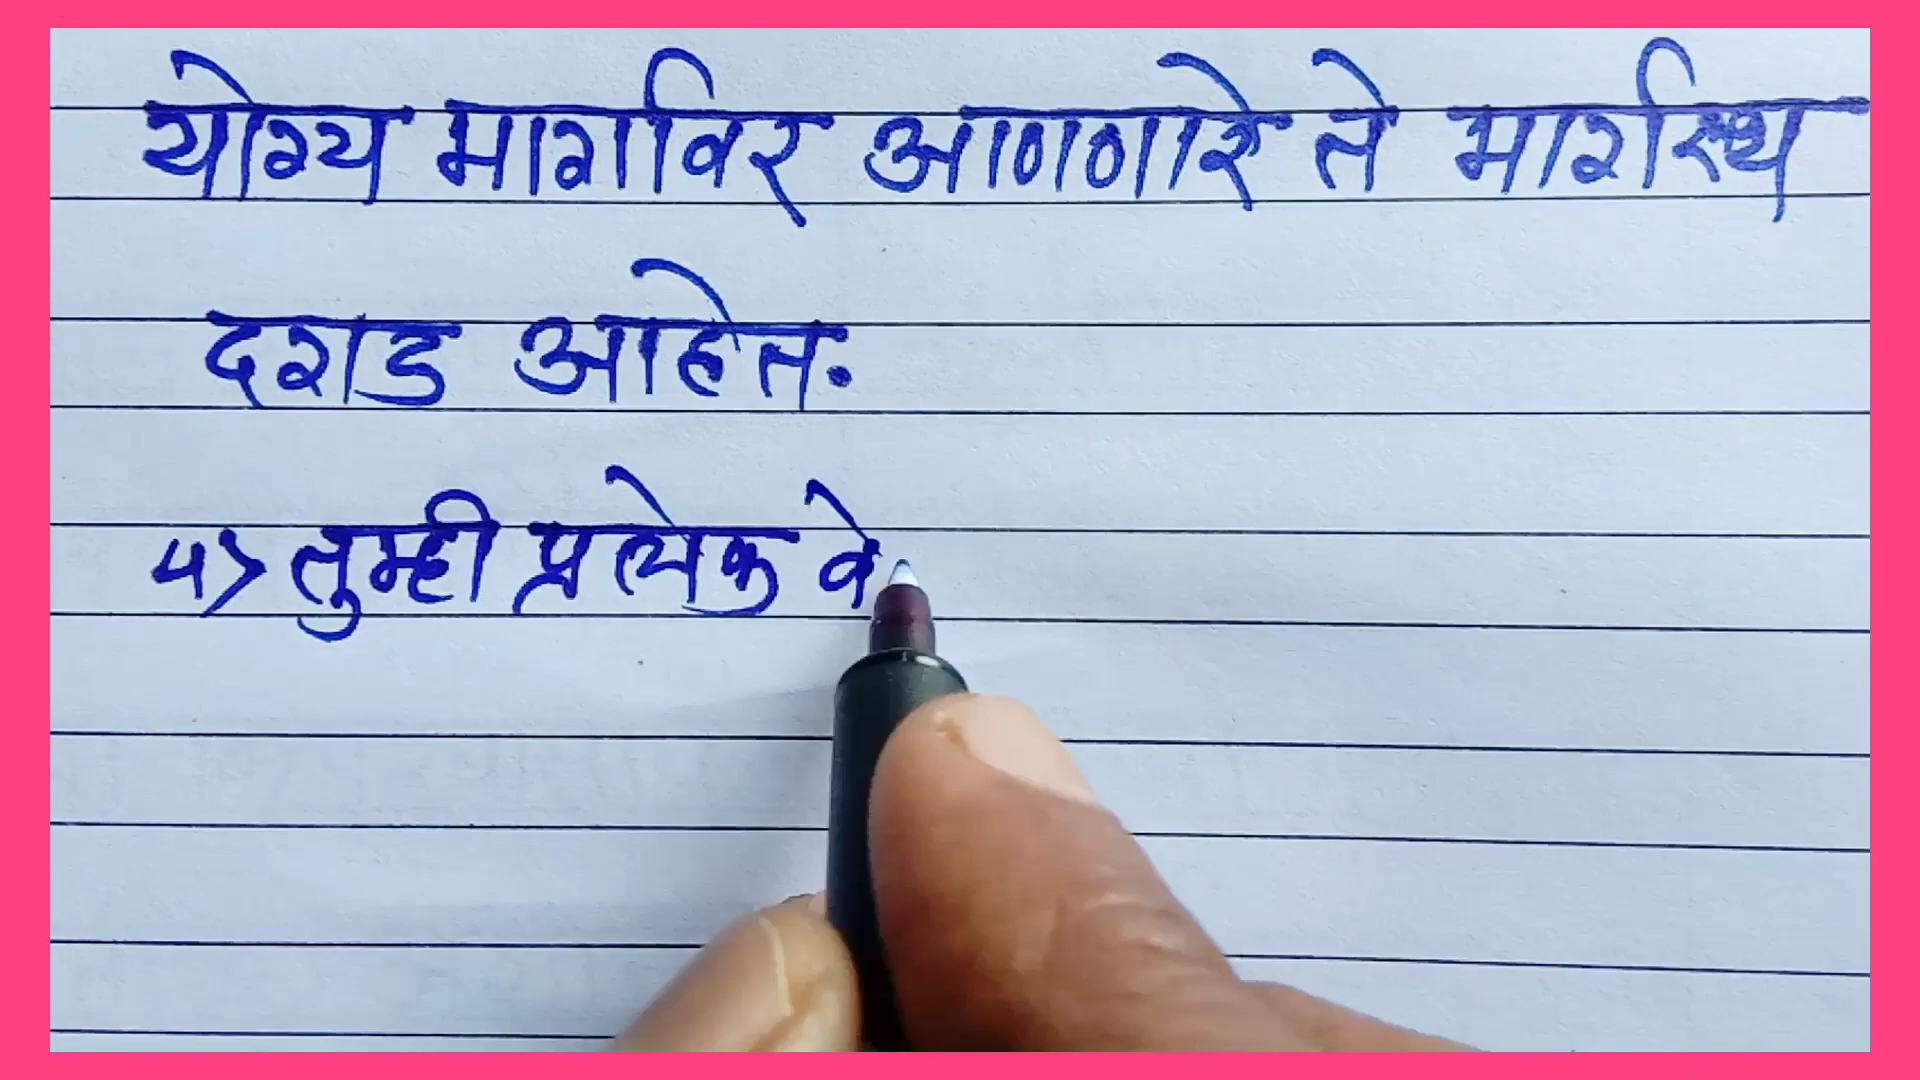 योग्य मार्गावर आणणारे ते मार्गस्थ
दगड आहेत.
५> तुम्ही प्रत्येक वे